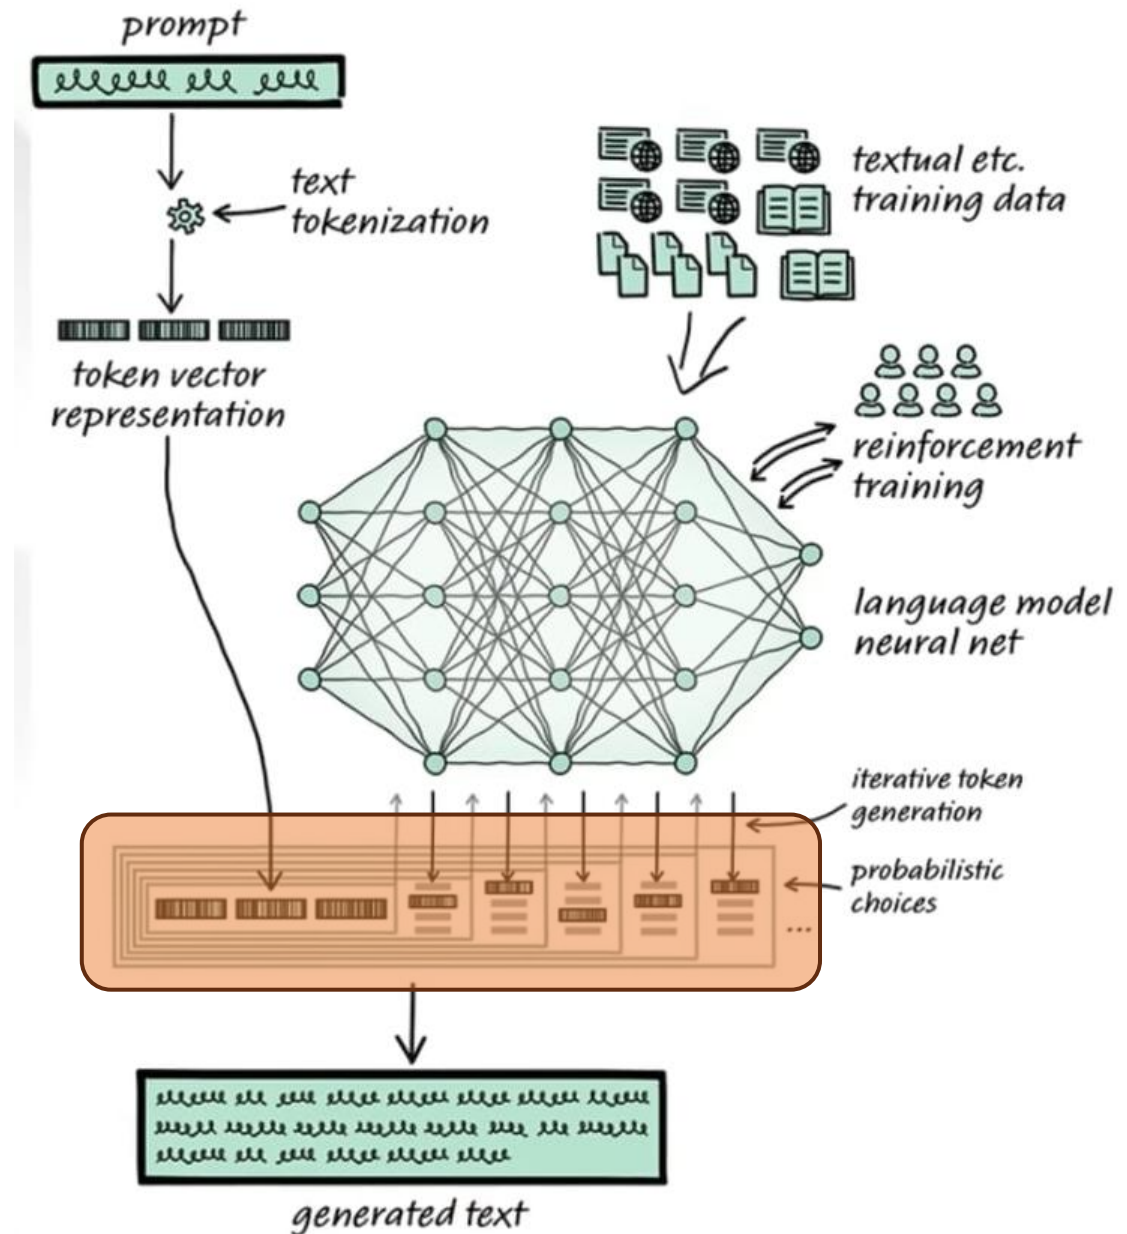 prompt
text
tokenization
token vector
representation
textual etc.
training data
reinforcement
training
language model
neural net
iterative token
generation
probabilistic
choices
...
generated text